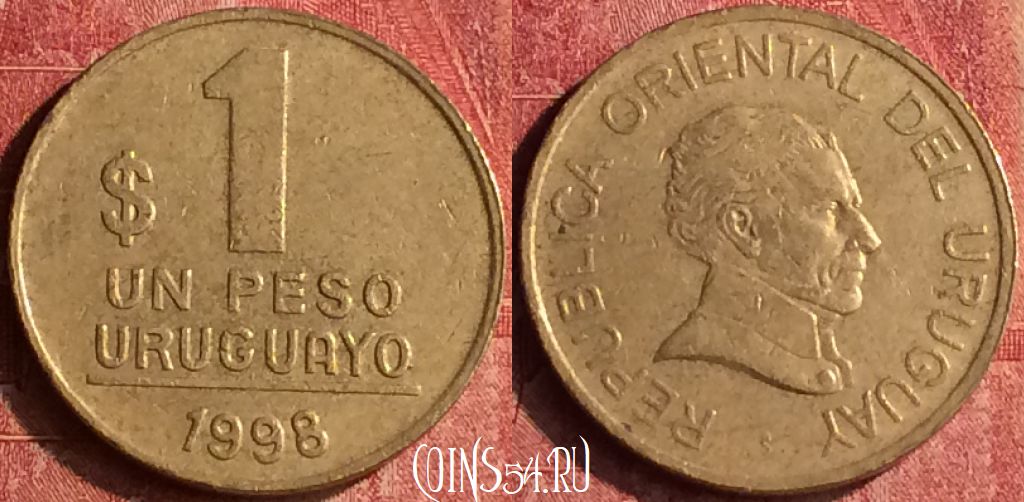 $ 1
UN PESO
URUGUAYO
1998
REPUBLICA ORIENTAL DEL URUGUAY
COINS54.RU